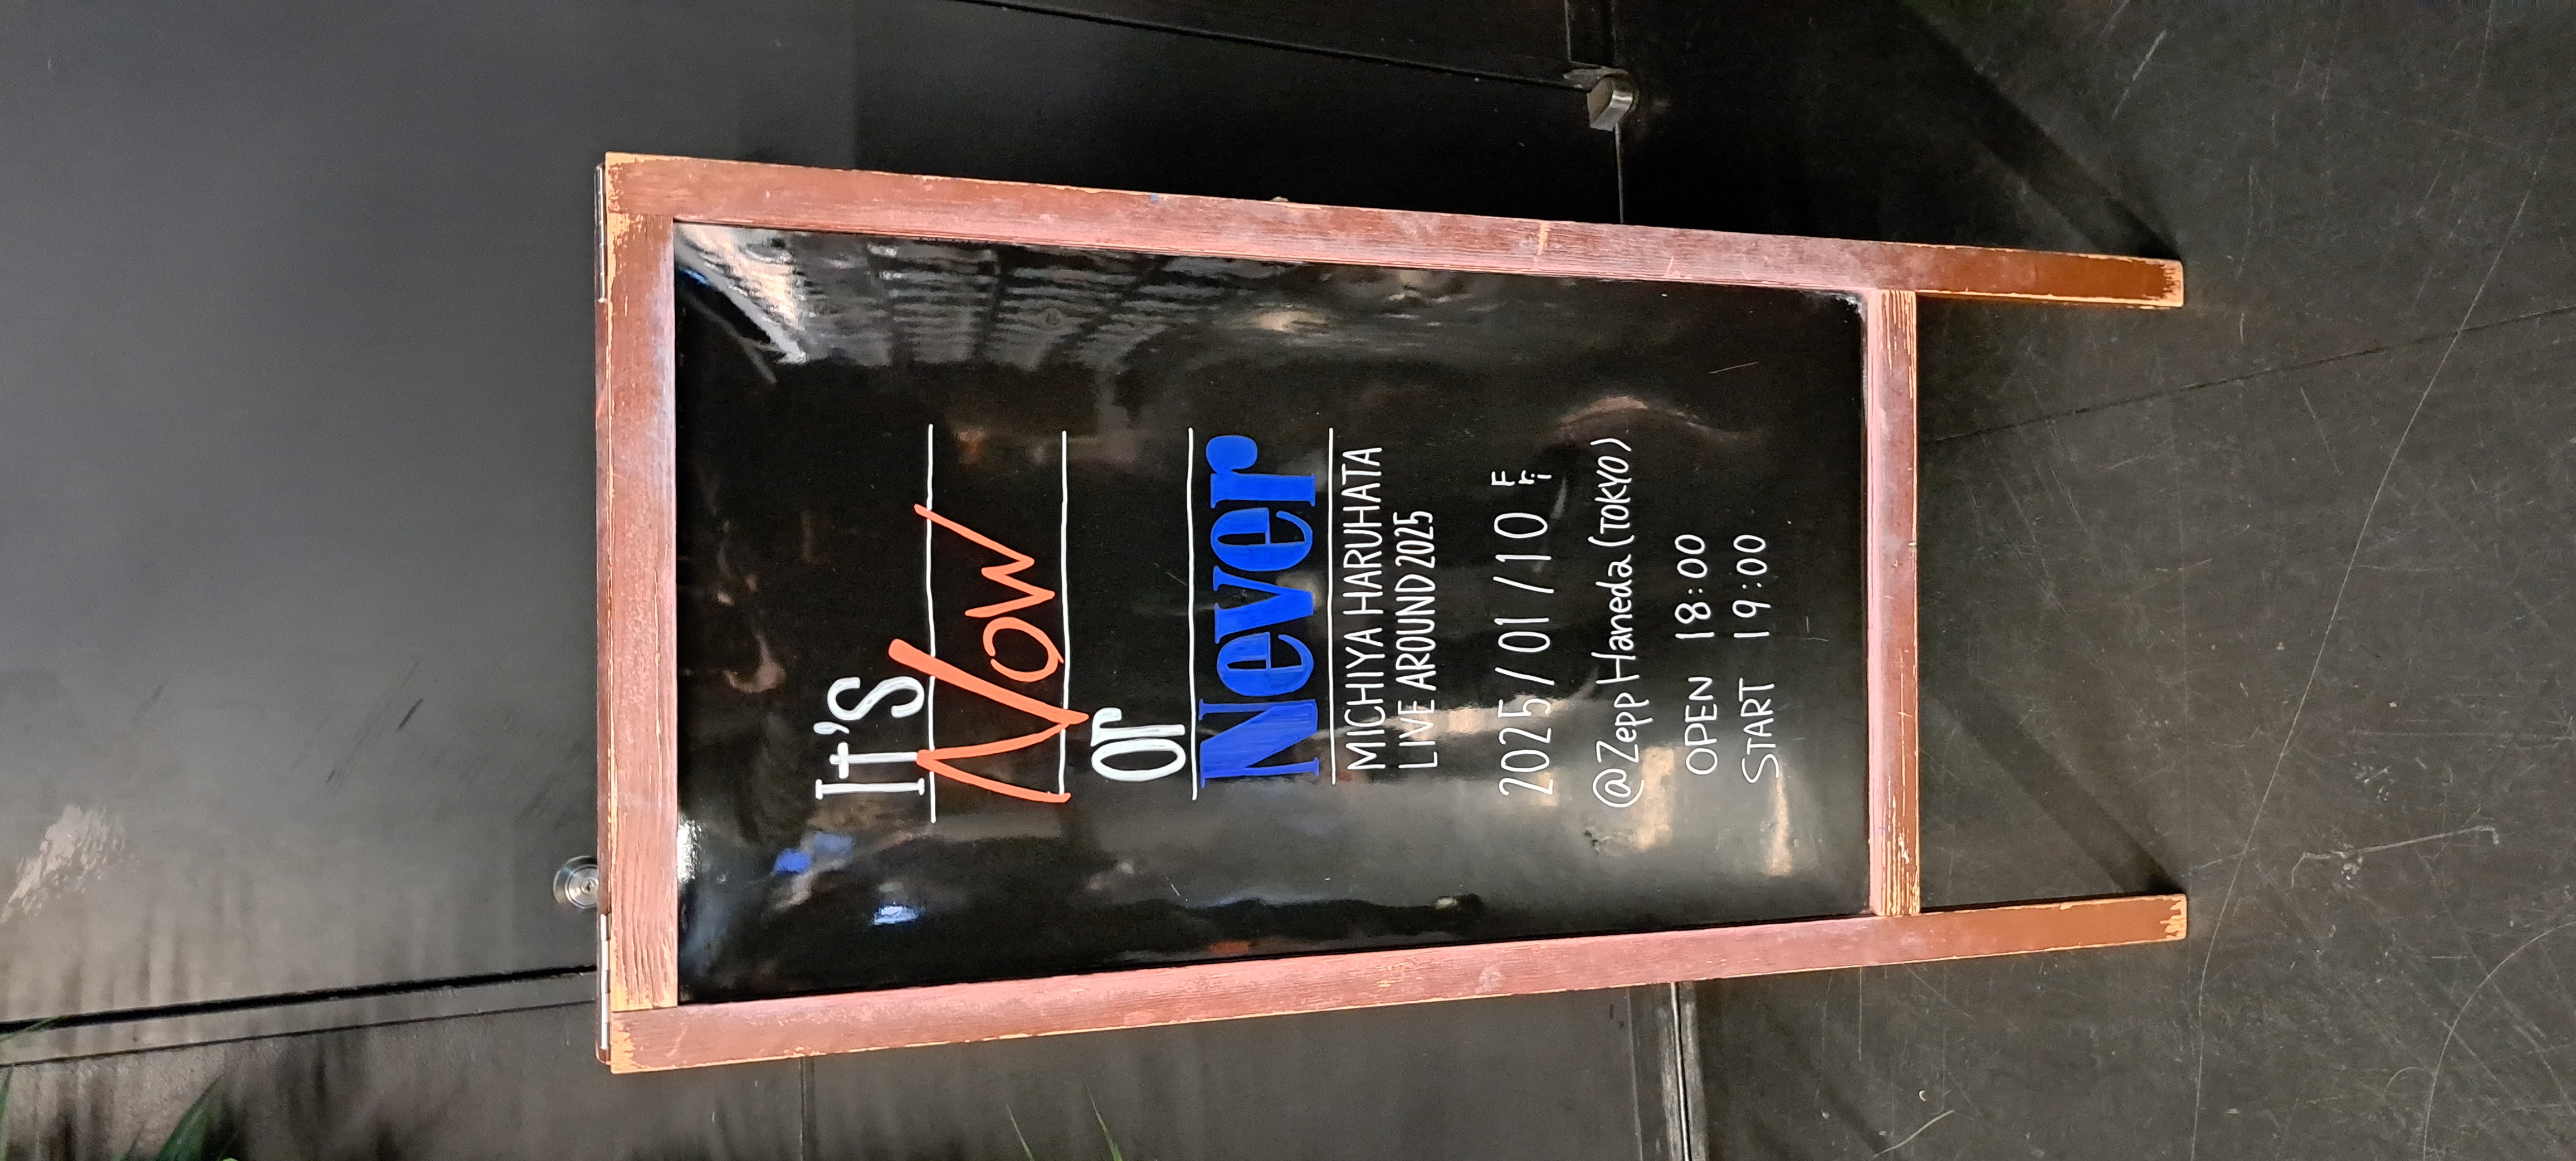 It's
Now
or
Never
MICHIYA HARUHATA
LIVE AROUND 2025
2025/01/10 Fri
@Zepp Haneda (TOKYO)
OPEN 18:00
START 19:00